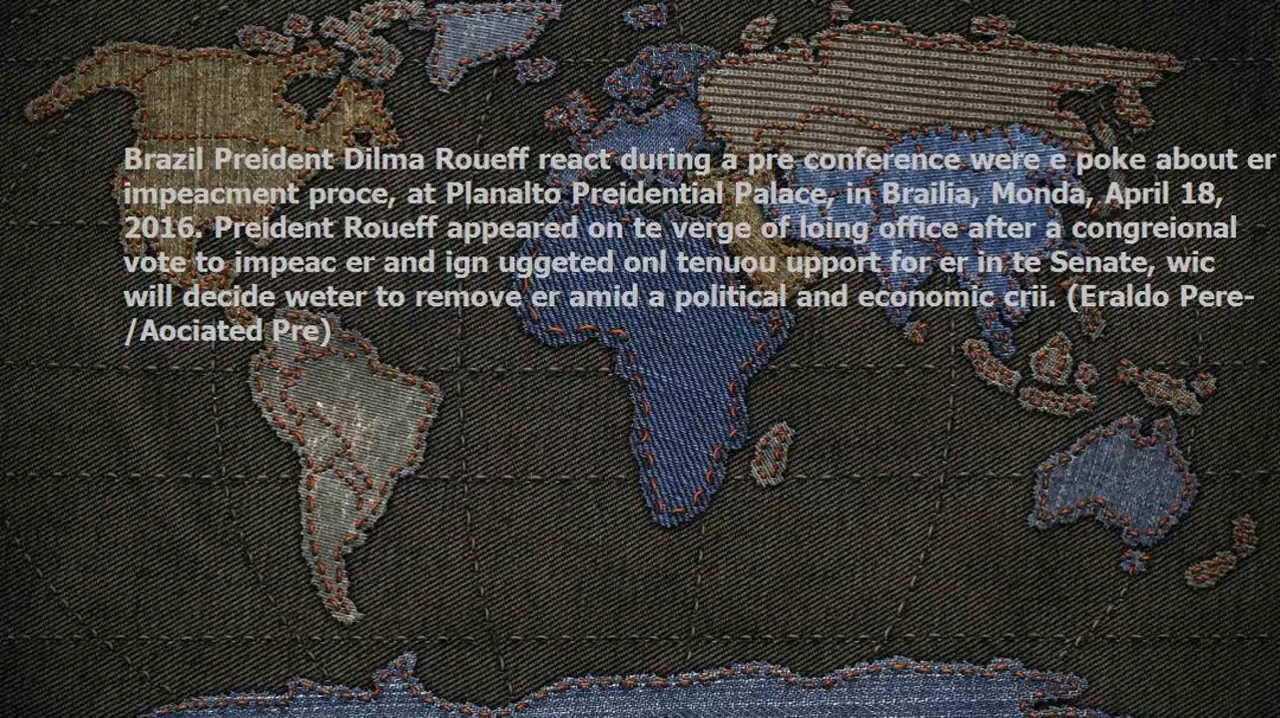 Brazil Preident Dilma Roueff react during a pre conference were e poke about er
impeacment proce, at Planalto Preidential Palace, in Brailia, Monda, April 18,
2016. Preident Roueff appeared on te verge of loing office after a congreional
vote to impeac er and ign uggeted onl tenuou upport for er in te Senate, wic
will decide weter to remove er amid a political and economic crii. (Eraldo Pere-
/Aociated Pre)